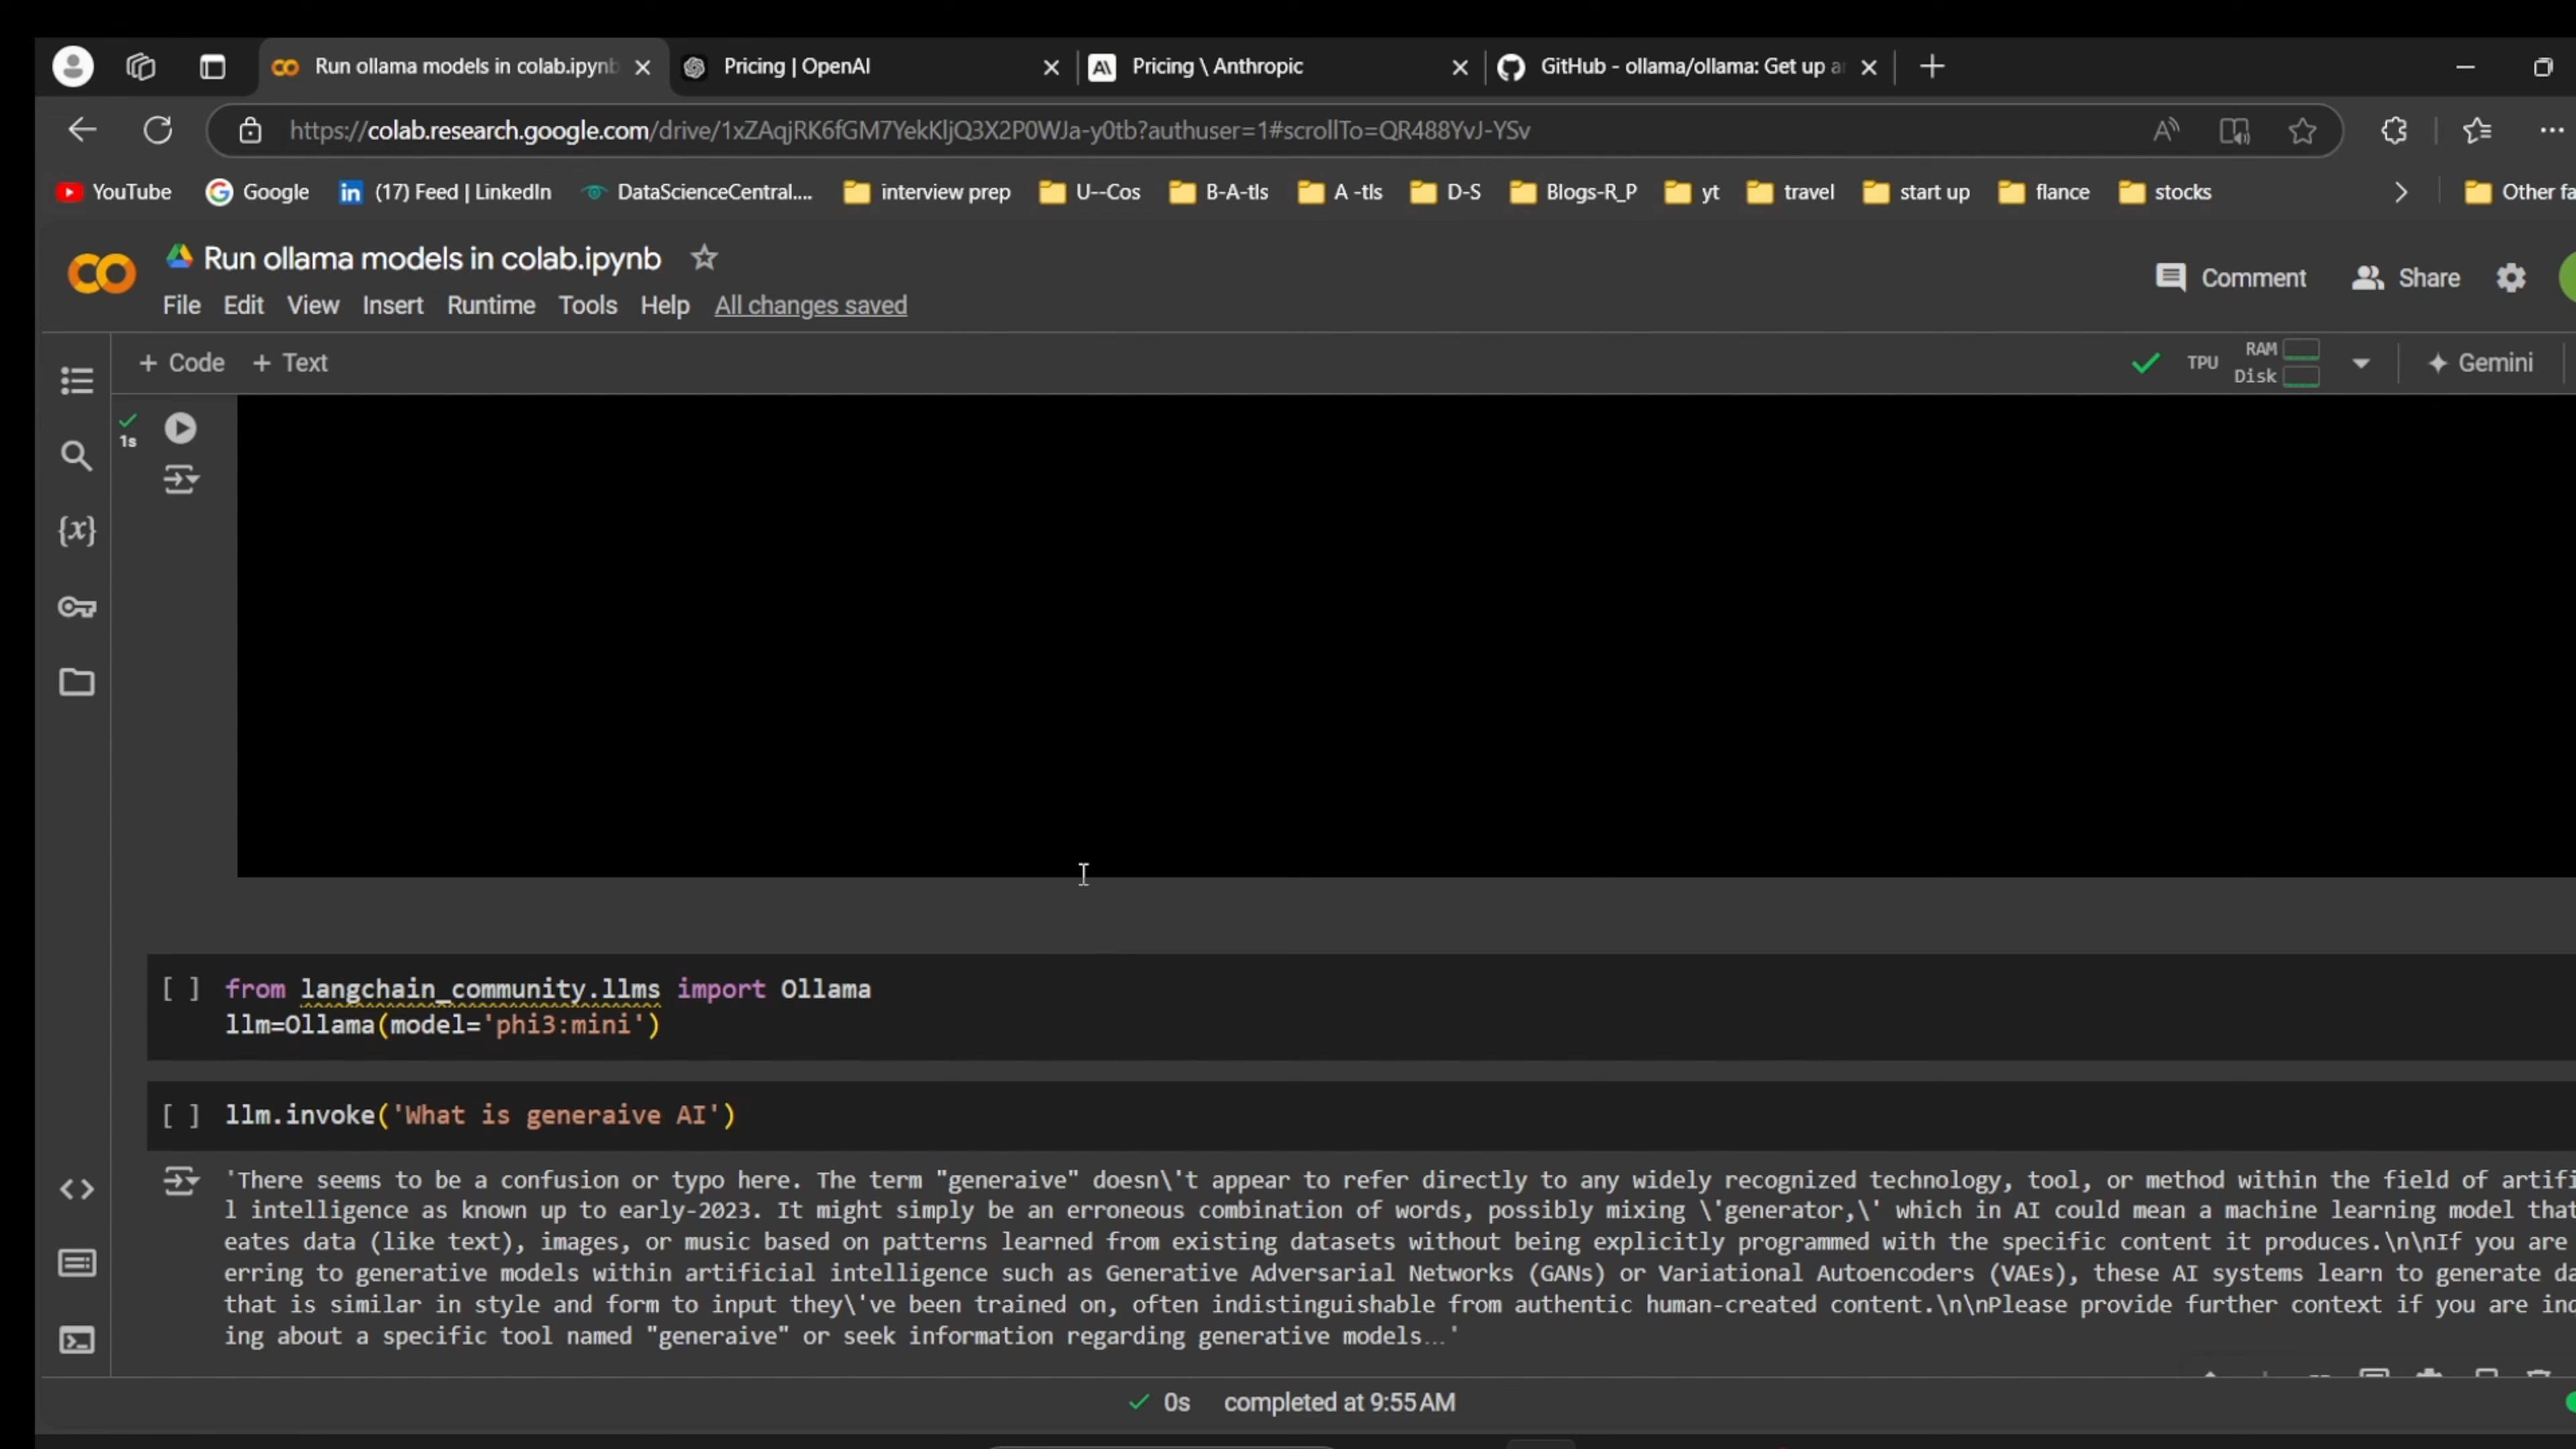 Run ollama models in colab.ipynb
Pricing | OpenAI
Pricing \ Anthropic
GitHub - ollama/ollama: Get up
https://colab.research.google.com/drive/1xZAqjRK6fGM7YekKljQ3X2P0WJa-y0tb?authuser=1#scrollTo=QR488YvJ-YSv
YouTube Google (17) Feed | LinkedIn DataScienceCentral.... interview prep U--Cos B-A-tls A -tls D-S Blogs-R_P yt travel start up flance stocks Other
Run ollama models in colab.ipynb
Comment Share
File Edit View Insert Runtime Tools Help All changes saved
+ Code + Text
TPU RAM Disk Gemini
1s
[ ] from langchain_community.llms import Ollama
llm=Ollama(model='phi3:mini')
[ ] llm.invoke('What is generaive AI')
'There seems to be a confusion or typo here. The term "generaive" doesn\'t appear to refer directly to any widely recognized technology, tool, or method within the field of artifi
l intelligence as known up to early-2023. It might simply be an erroneous combination of words, possibly mixing \'generator,\' which in AI could mean a machine learning model that
eates data (like text), images, or music based on patterns learned from existing datasets without being explicitly programmed with the specific content it produces.\n\nIf you are
erring to generative models within artificial intelligence such as Generative Adversarial Networks (GANs) or Variational Autoencoders (VAEs), these AI systems learn to generate da
that is similar in style and form to input they\'ve been trained on, often indistinguishable from authentic human-created content.\n\nPlease provide further context if you are ind
ing about a specific tool named "generaive" or seek information regarding generative models...'
0s completed at 9:55 AM